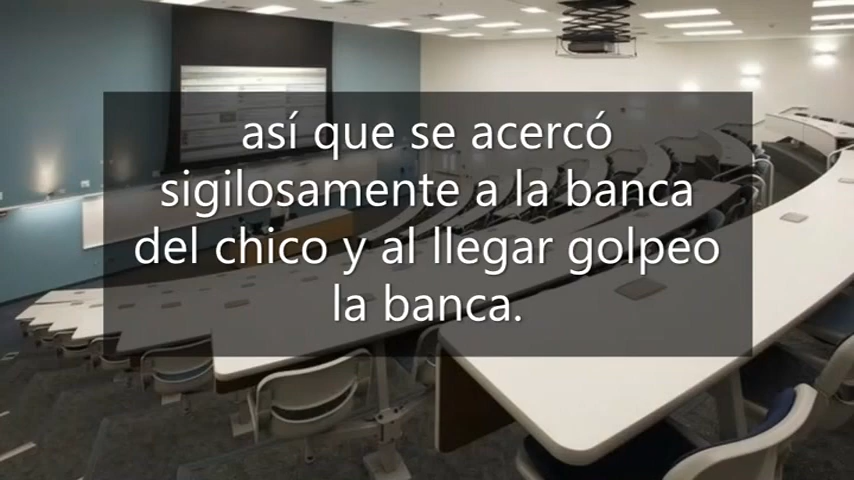 así que se acercó
sigilosamente a la banca
del chico y al llegar golpeo
la banca.